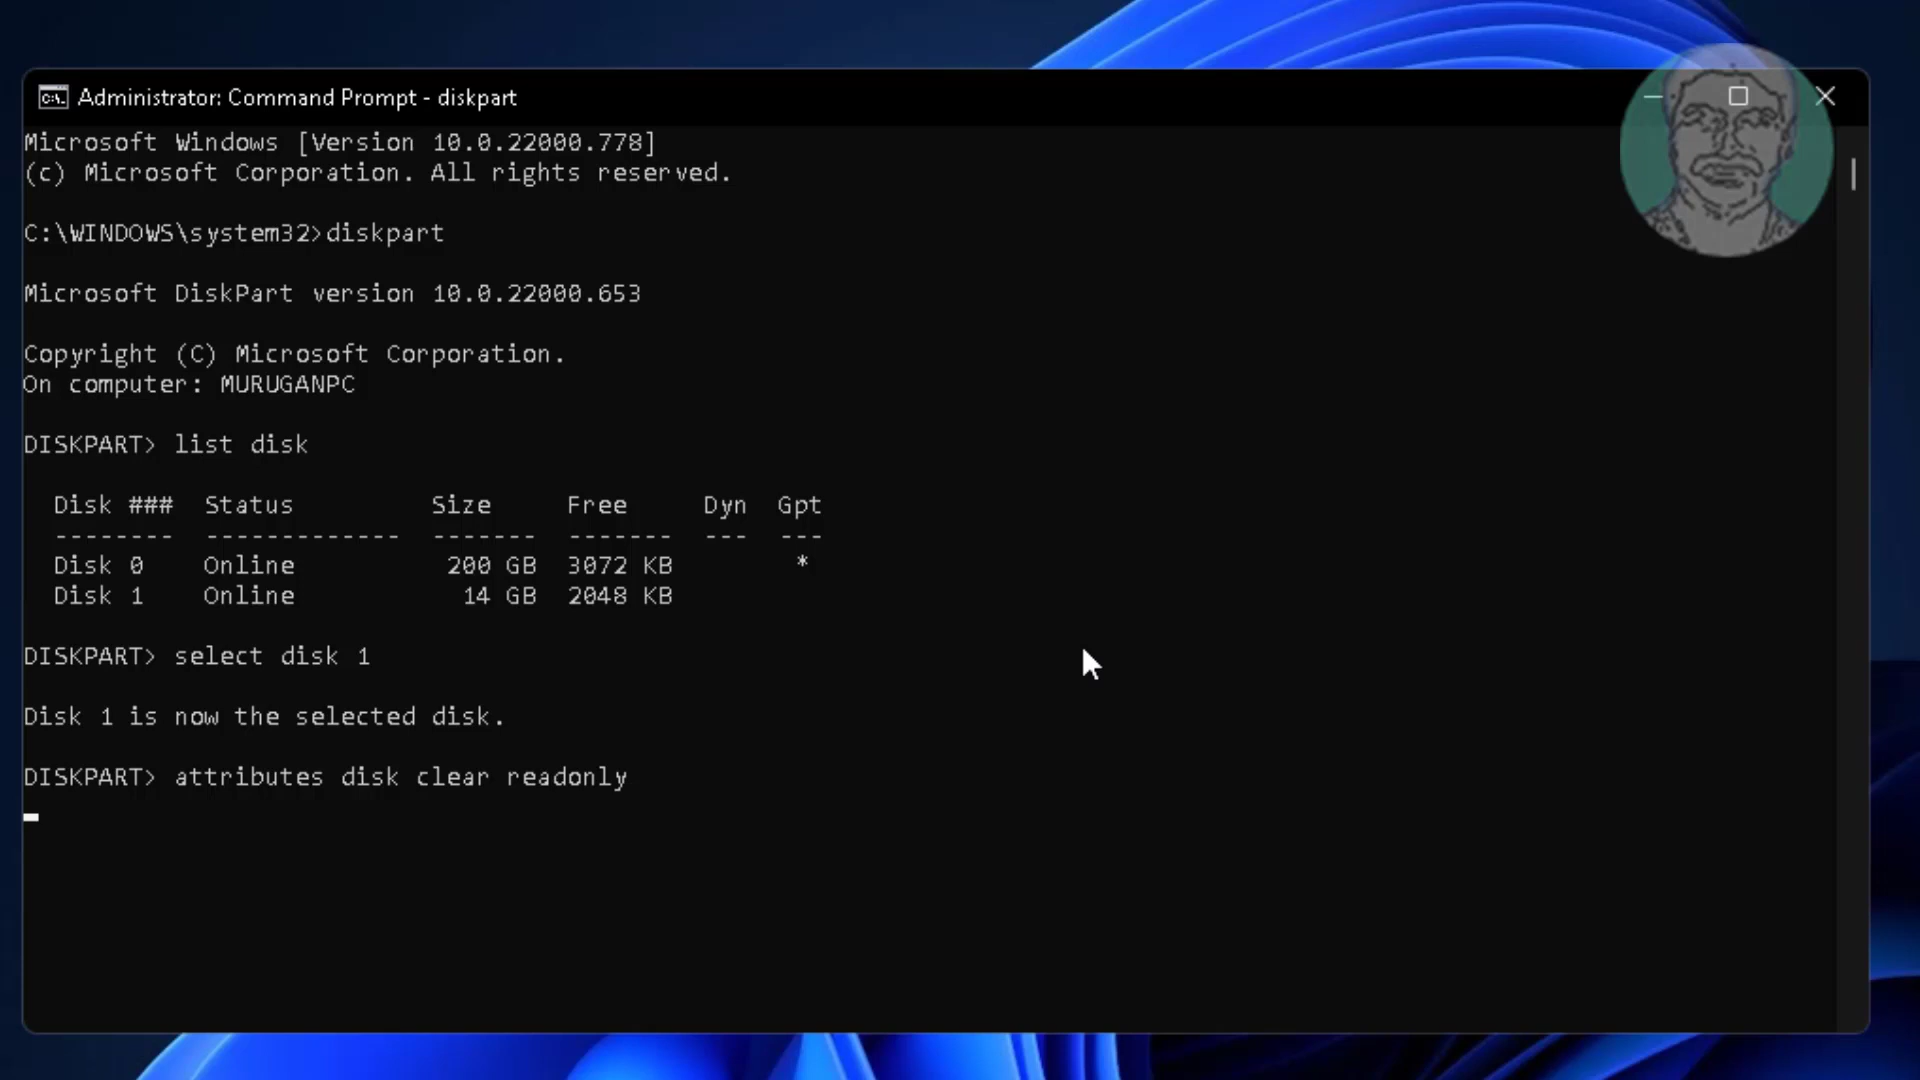 Administrator: Command Prompt - diskpart
Microsoft Windows [Version 10.0.22000.778]
(c) Microsoft Corporation. All rights reserved.
C:\WINDOWS\system32>diskpart
Microsoft DiskPart version 10.0.22000.653
Copyright (C) Microsoft Corporation.
On computer: MURUGANPC
DISKPART> list disk
Disk ###  Status         Size     Free     Dyn  Gpt
--------  -------------  -------  -------  ---  ---
Disk 0    Online          200 GB  3072 KB        *
Disk 1    Online           14 GB  2048 KB
DISKPART> select disk 1
Disk 1 is now the selected disk.
DISKPART> attributes disk clear readonly